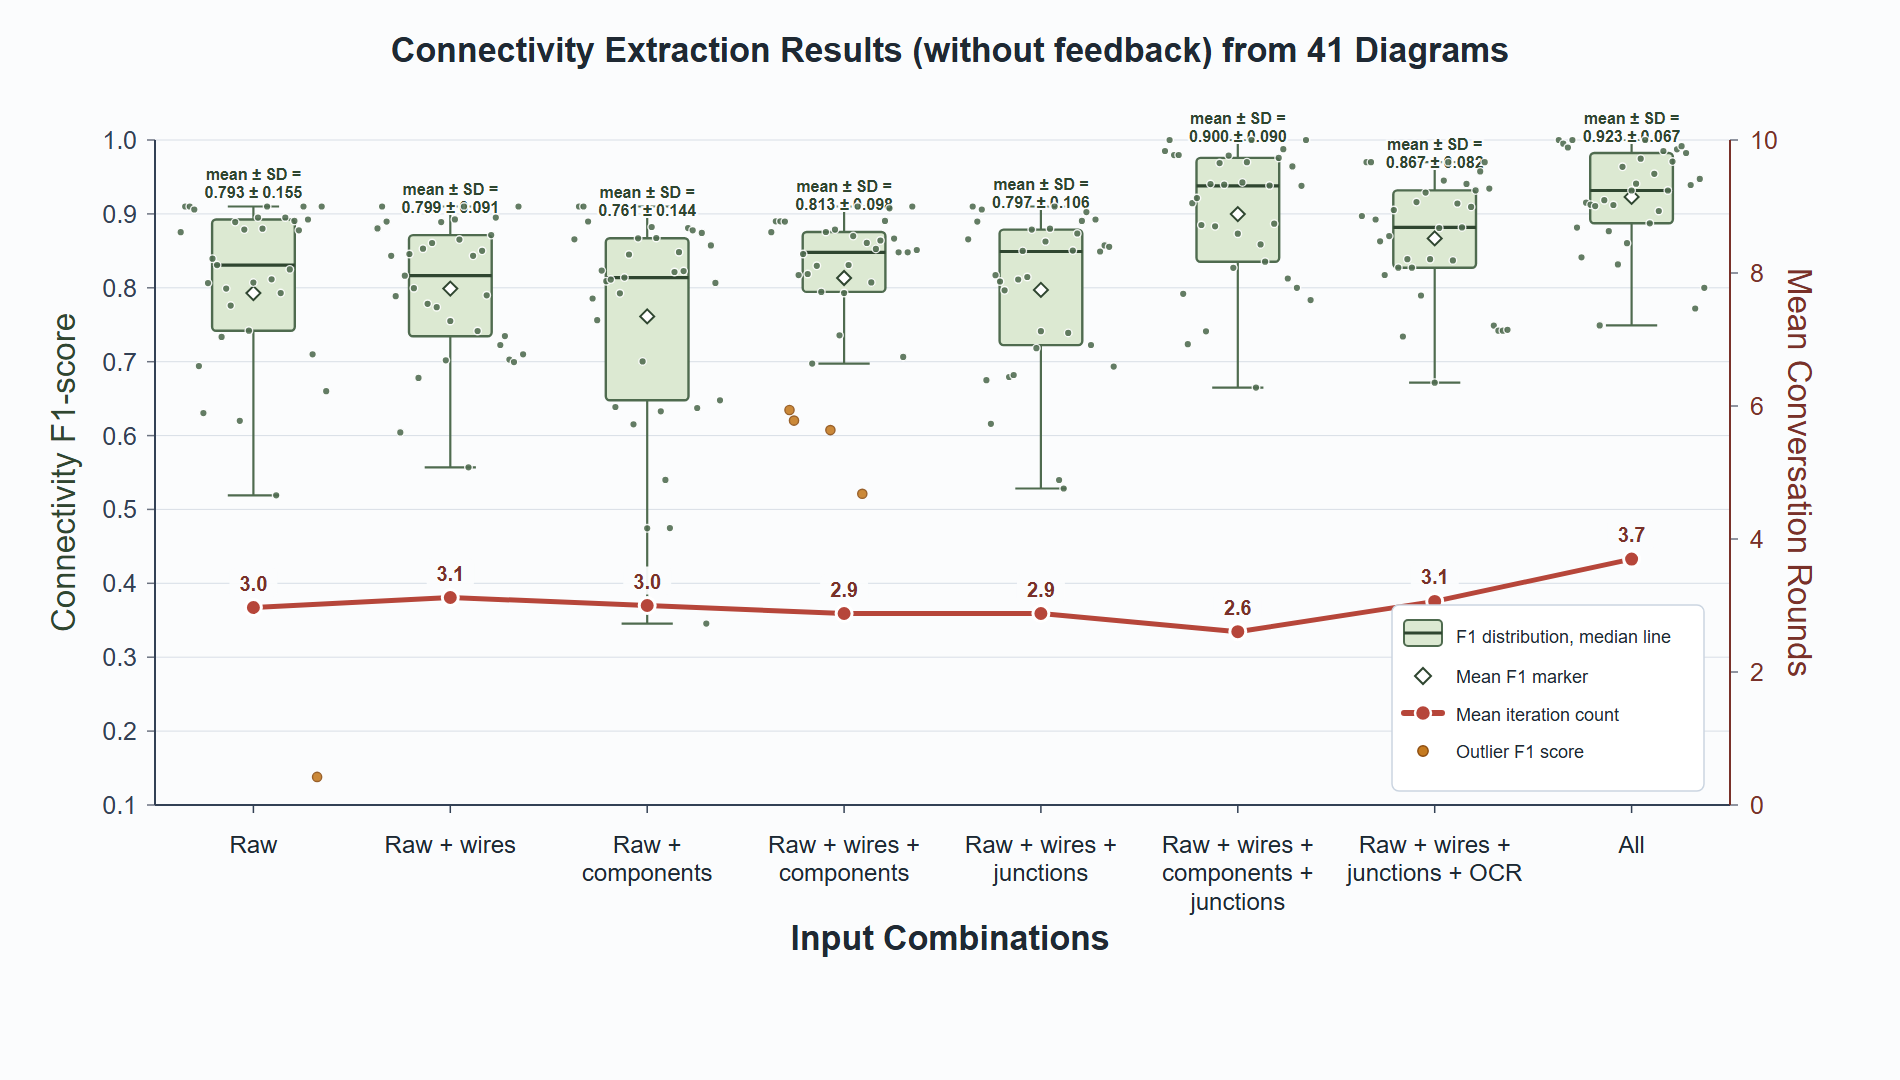 Connectivity Extraction Results (without feedback) from 41 Diagrams
Connectivity F1-score
1.0
0.9
0.8
0.7
0.6
0.5
0.4
0.3
0.2
0.1
mean ± SD =
0.793 ± 0.155
mean ± SD =
0.799 ± 0.091
mean ± SD =
0.761 ± 0.144
mean ± SD =
0.813 ± 0.098
mean ± SD =
0.797 ± 0.106
mean ± SD =
0.900 ± 0.090
mean ± SD =
0.867 ± 0.082
mean ± SD =
0.923 ± 0.067
3.0
3.1
3.0
2.9
2.9
2.6
3.1
3.7
10
8
6
4
2
0
Mean Conversation Rounds
F1 distribution, median line
Mean F1 marker
Mean iteration count
Outlier F1 score
Raw
Raw + wires
Raw +
components
Raw + wires +
components
Raw + wires +
junctions
Raw + wires +
components +
junctions
Raw + wires +
junctions + OCR
All
Input Combinations